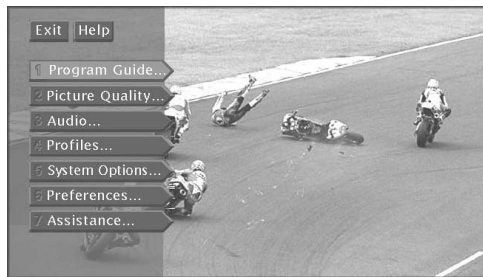 Exit Help
1 Program Guide...
2 Picture Quality...
3 Audio...
4 Profiles...
5 System Options...
6 Preferences...
7 Assistance...